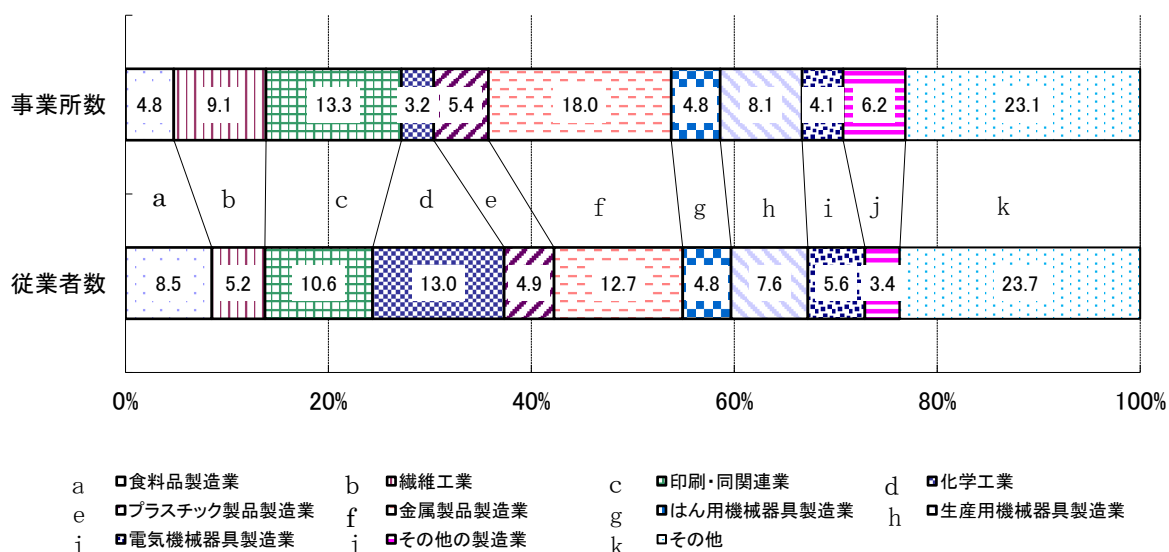 事業所数 4.8 9.1 13.3 3.2 5.4 18.0 4.8 8.1 4.1 6.2 23.1
a b c d e f g h i j k
従業者数 8.5 5.2 10.6 13.0 4.9 12.7 4.8 7.6 5.6 3.4 23.7
0% 20% 40% 60% 80% 100%
a 食料品製造業 b 繊維工業 c 印刷・同関連業 d 化学工業
e プラスチック製品製造業 f 金属製品製造業 g はん用機械器具製造業 h 生産用機械器具製造業
i 電気機械器具製造業 j その他の製造業 k その他